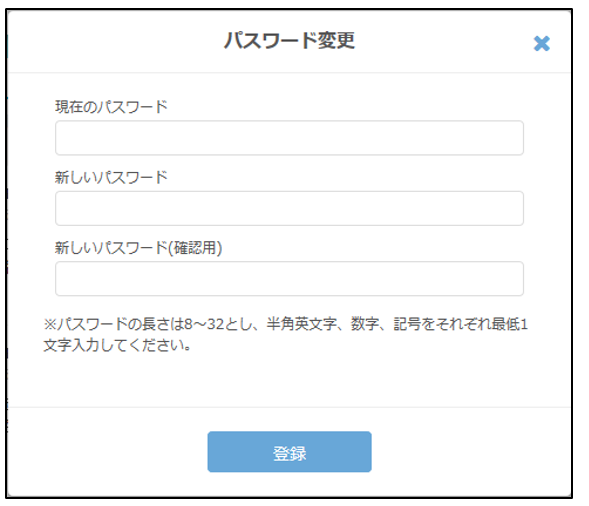 パスワード変更
現在のパスワード
新しいパスワード
新しいパスワード(確認用)
※パスワードの長さは8～32とし、半角英文字、数字、記号をそれぞれ最低1
文字入力してください。
登録